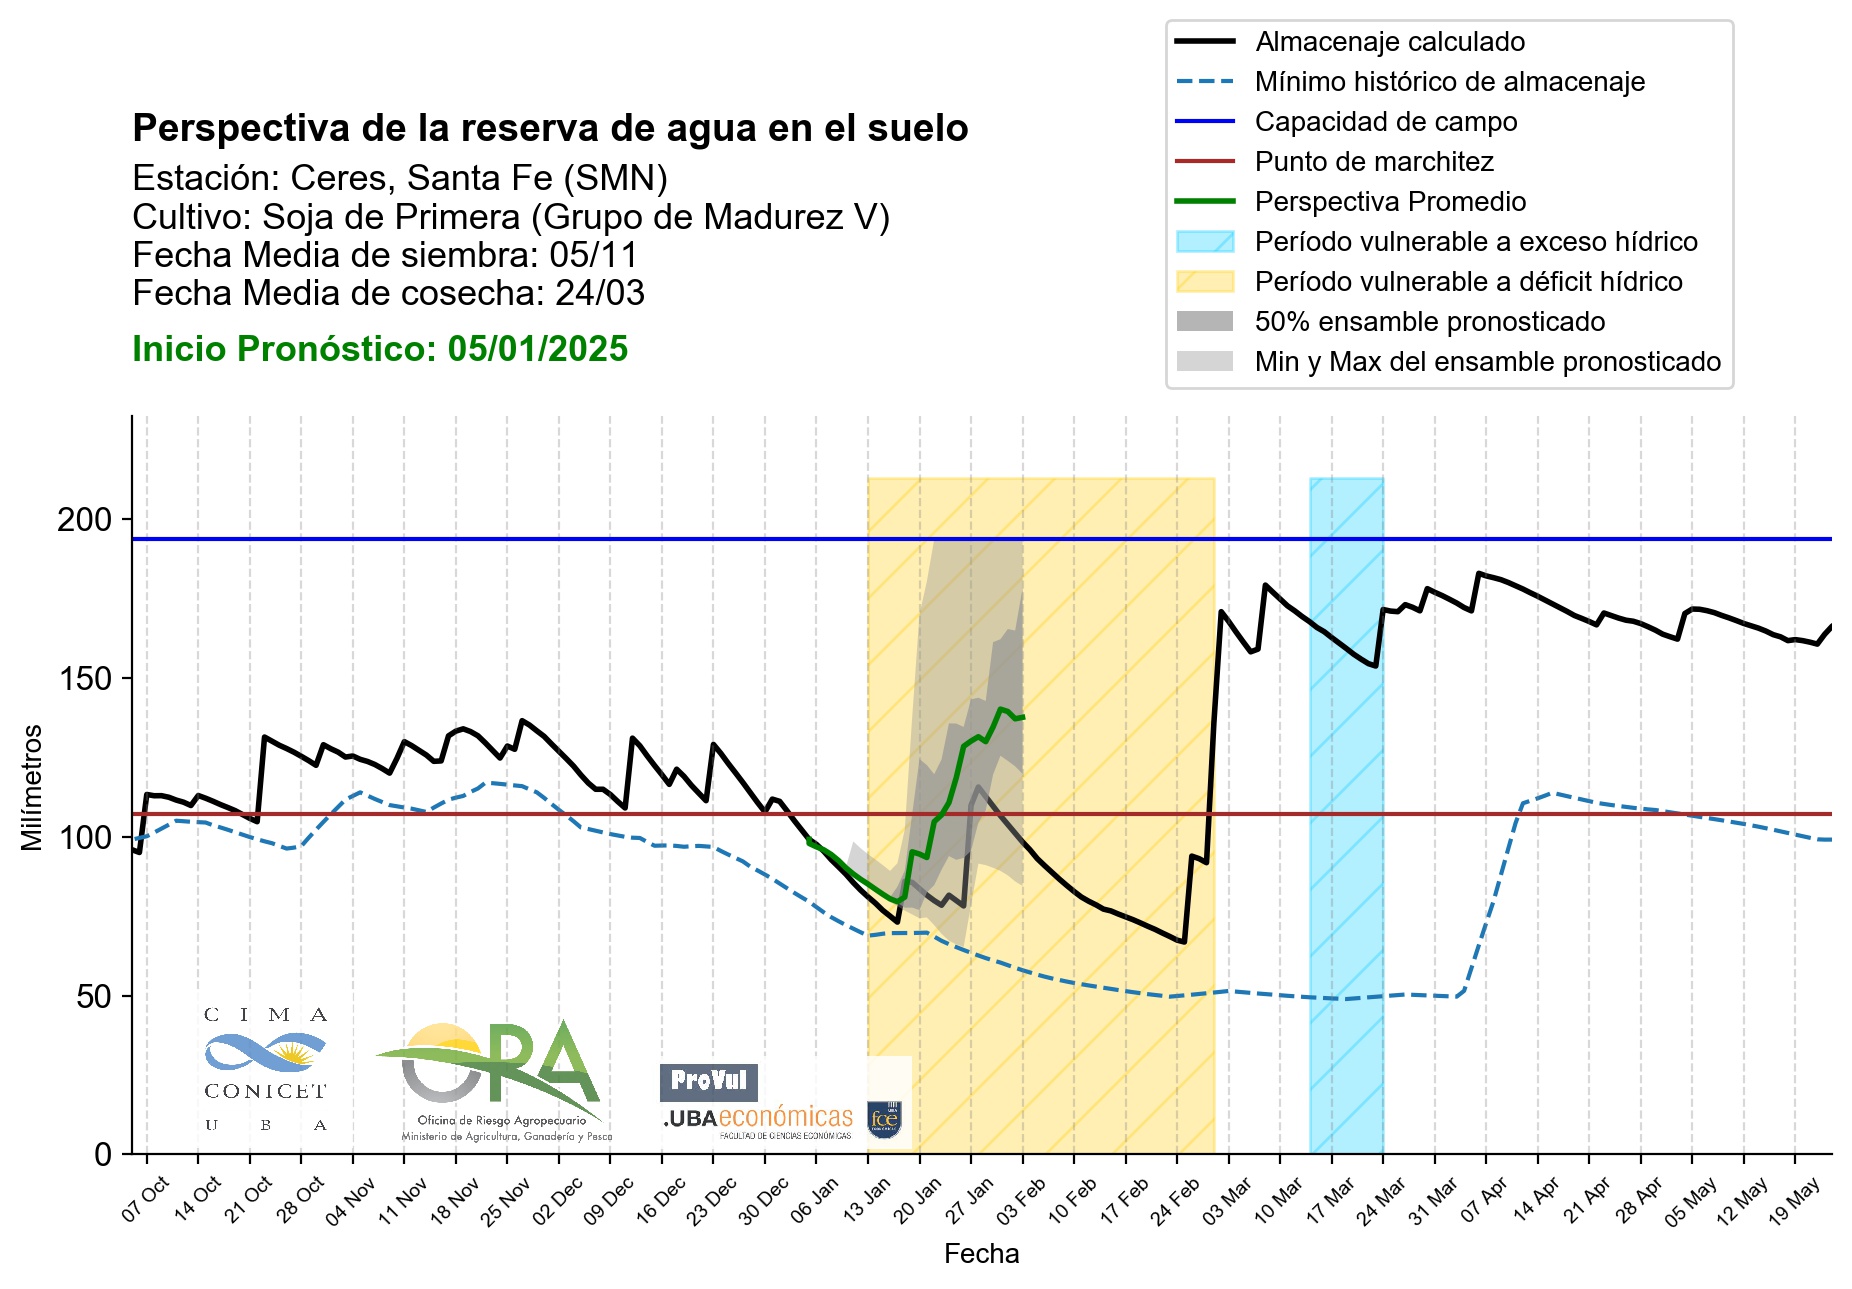 Almacenaje calculado
Mínimo histórico de almacenaje
Capacidad de campo
Punto de marchitez
Perspectiva Promedio
Período vulnerable a exceso hídrico
Período vulnerable a déficit hídrico
50% ensamble pronosticado
Min y Max del ensamble pronosticado
Perspectiva de la reserva de agua en el suelo
Estación: Ceres, Santa Fe (SMN)
Cultivo: Soja de Primera (Grupo de Madurez V)
Fecha Media de siembra: 05/11
Fecha Media de cosecha: 24/03
Inicio Pronóstico: 05/01/2025
Milímetros
200
150
100
50
0
CIMA
CONICET
UBA
ORA
Oficina de Riesgo Agropecuario
Ministerio de Agricultura, Ganadería y Pesca
ProVul
.UBAeconómicas
FACULTAD DE CIENCIAS ECONÓMICAS
UBA
fce
ECONÓMICAS
07 Oct
14 Oct
21 Oct
28 Oct
04 Nov
11 Nov
18 Nov
25 Nov
02 Dec
09 Dec
16 Dec
23 Dec
30 Dec
06 Jan
13 Jan
20 Jan
27 Jan
03 Feb
10 Feb
17 Feb
24 Feb
03 Mar
10 Mar
17 Mar
24 Mar
31 Mar
07 Apr
14 Apr
21 Apr
28 Apr
05 May
12 May
19 May
Fecha